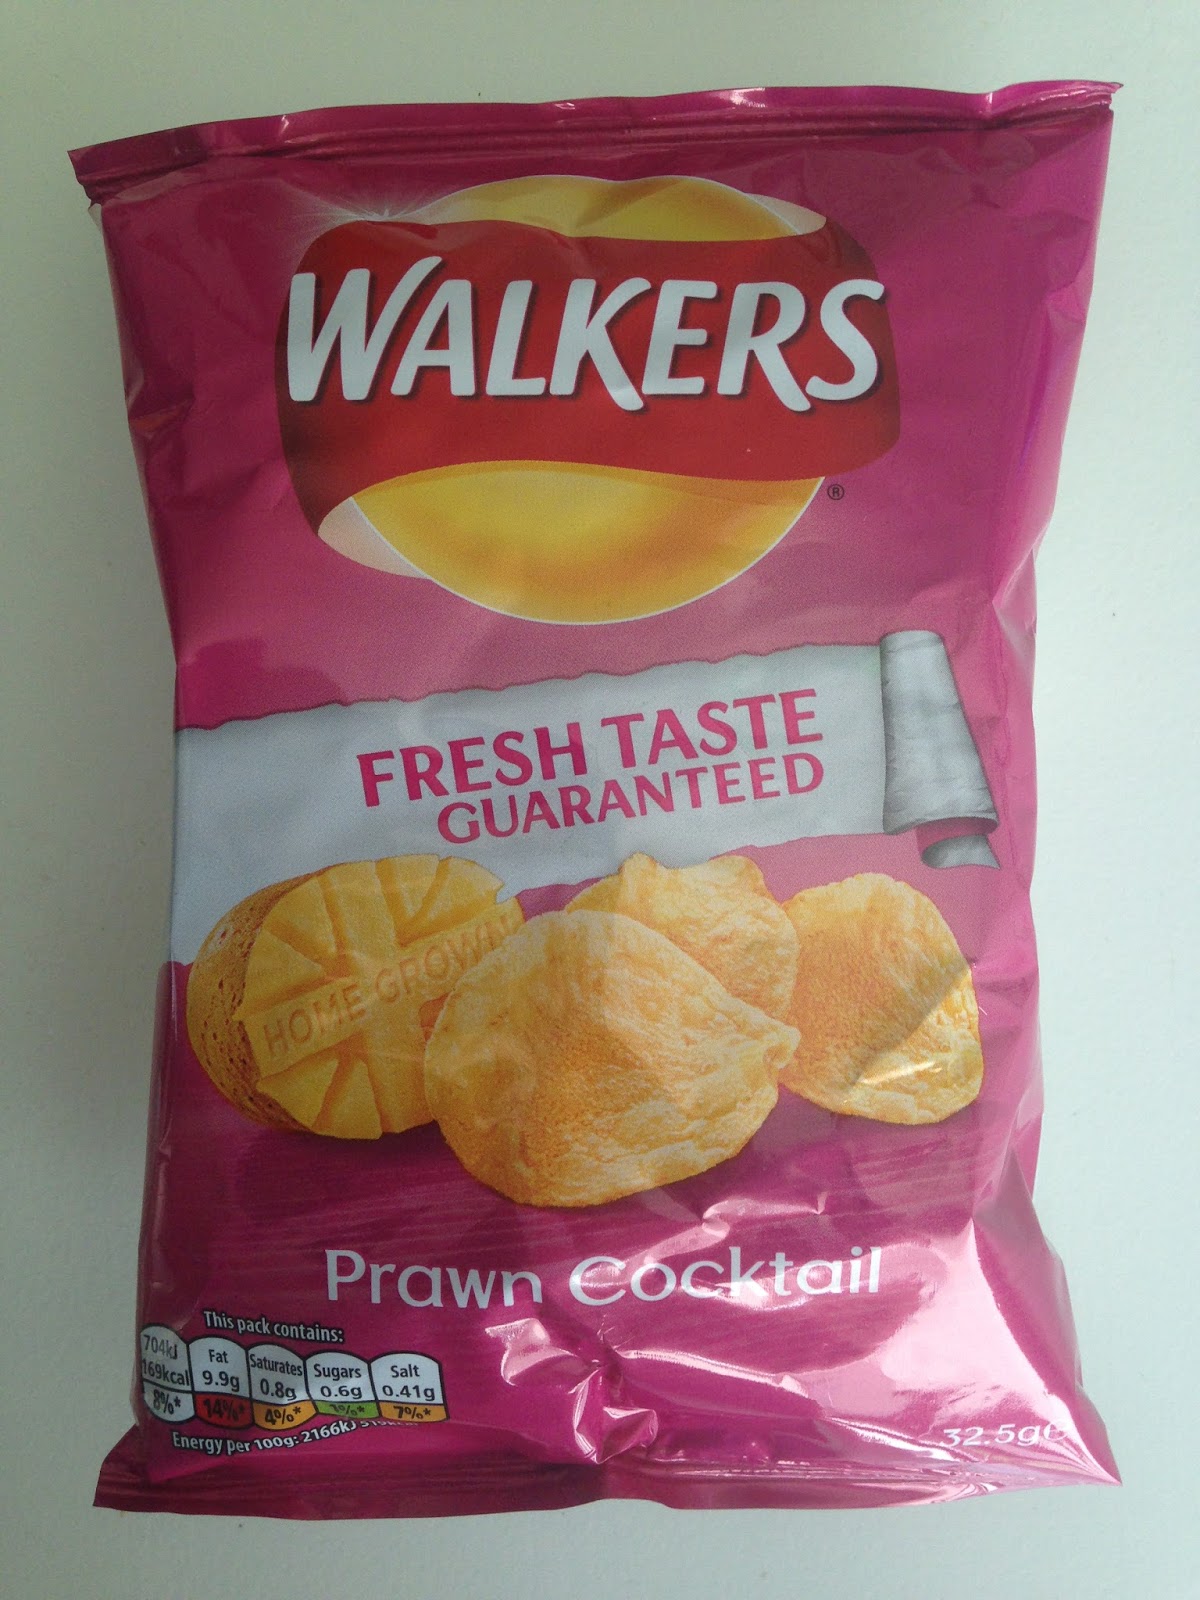 WALKERS
®
FRESH TASTE
GUARANTEED
HOME GROWN
Prawn Cocktail
This pack contains:
704kJ
169kcal
8%*
Fat
9.9g
14%*
Saturates
0.8g
4%*
Sugars
0.6g
Salt
0.41g
7%*
Energy per 100g: 2166kJ
32.5g℮